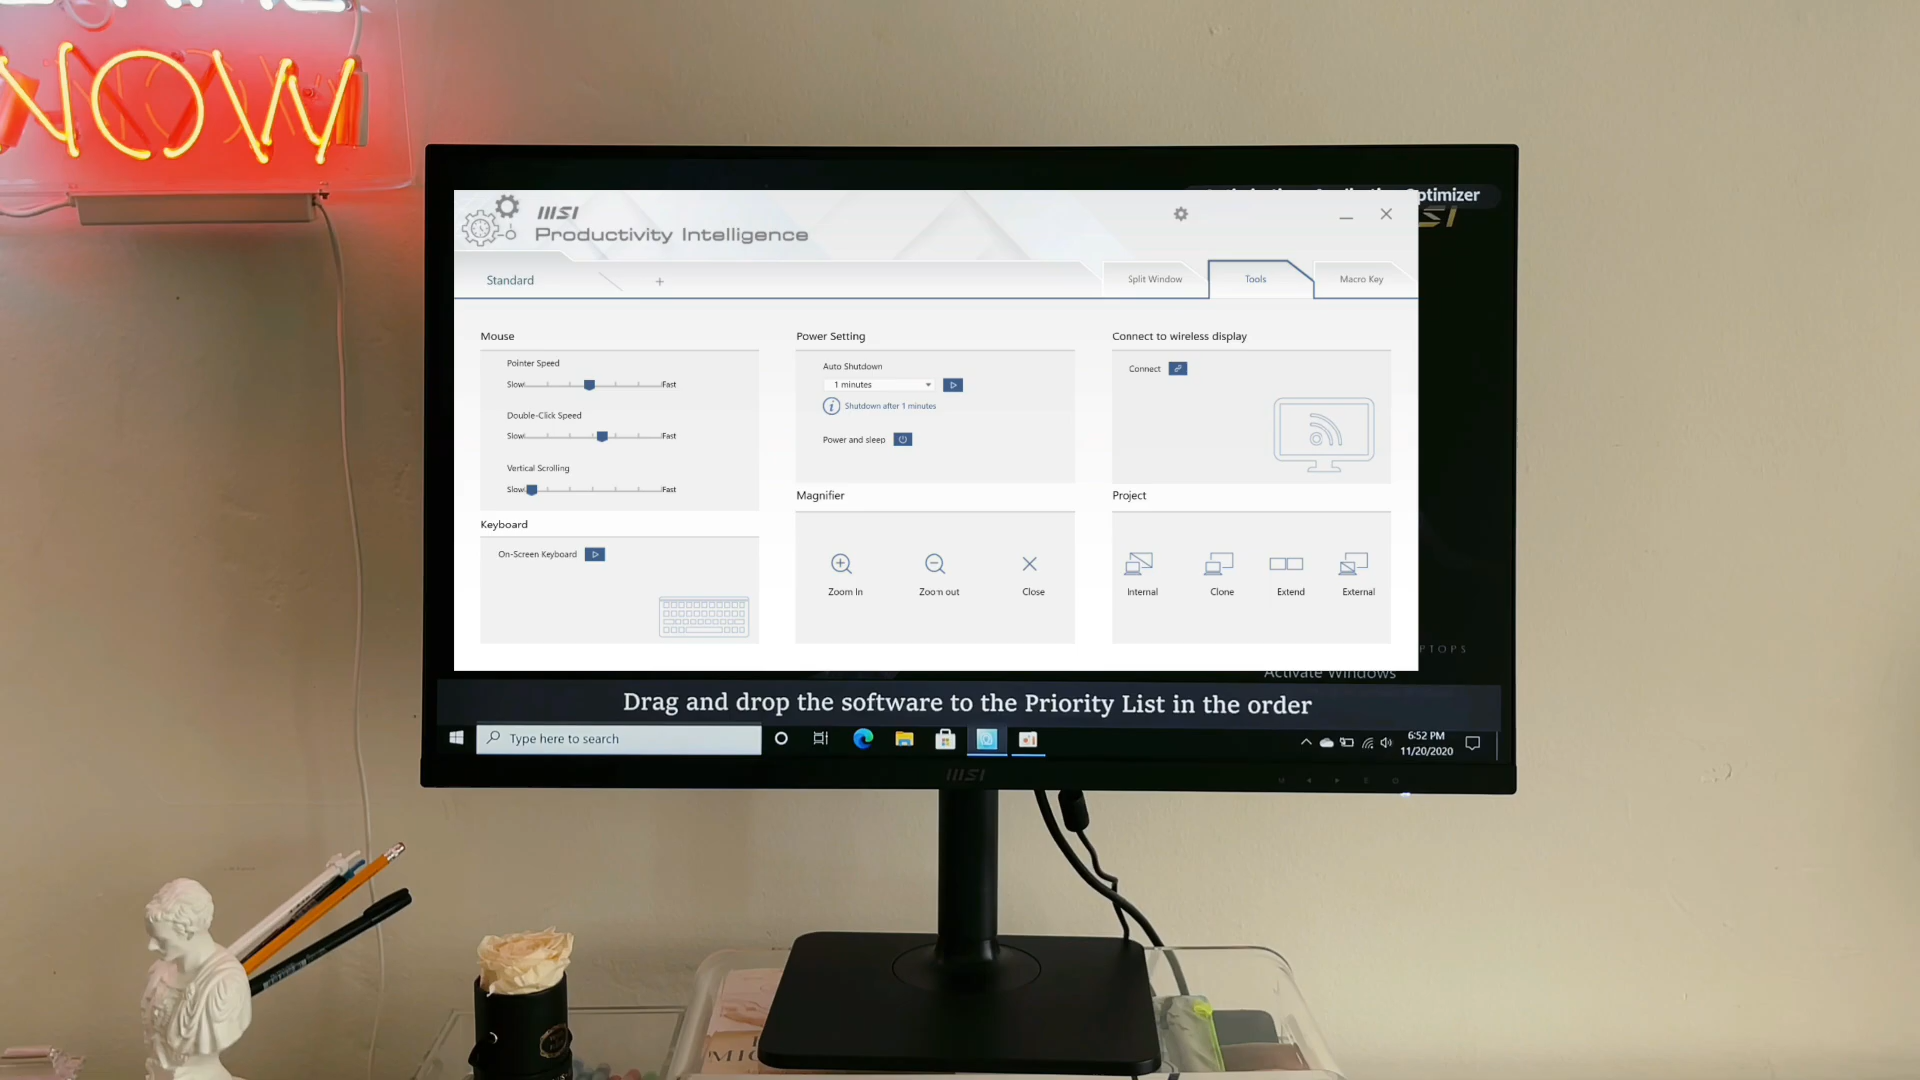 NOW
ptimizer
msi
Productivity Intelligence
Standard
+
Split Window
Tools
Macro Key
Mouse
Pointer Speed
Slow
Fast
Double-Click Speed
Slow
Fast
Vertical Scrolling
Slow
Fast
Keyboard
On-Screen Keyboard
Power Setting
Auto Shutdown
1 minutes
Shutdown after 1 minutes
Power and sleep
Magnifier
Zoom In
Zoom out
Close
Connect to wireless display
Connect
Project
Internal
Clone
Extend
External
PTOPS
Activate Windows
Drag and drop the software to the Priority List in the order
Type here to search
6:52 PM
11/20/2020
msi